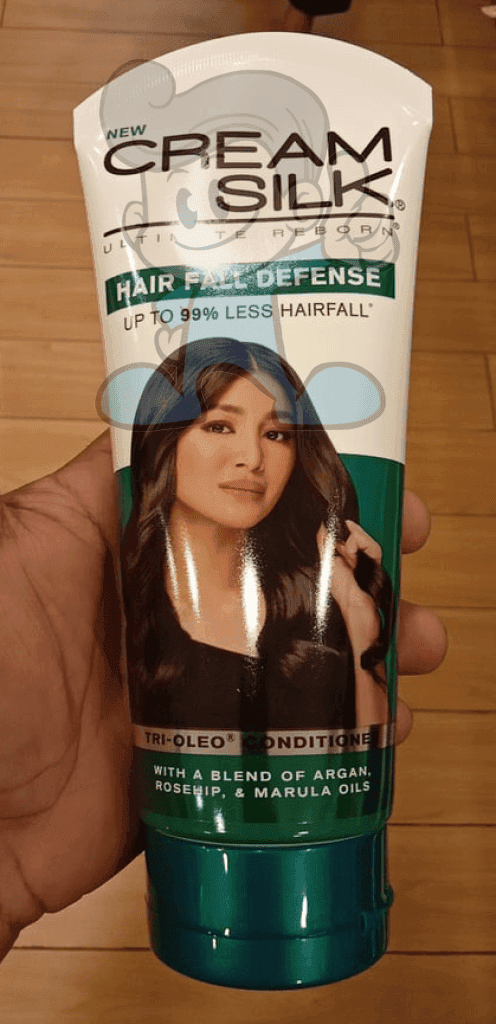 NEW
CREAM
SILK®
ULTIMATE REBORN®
HAIR FALL DEFENSE
UP TO 99% LESS HAIRFALL*
TRI-OLEO® CONDITIONE
WITH A BLEND OF ARGAN,
ROSEHIP, & MARULA OILS